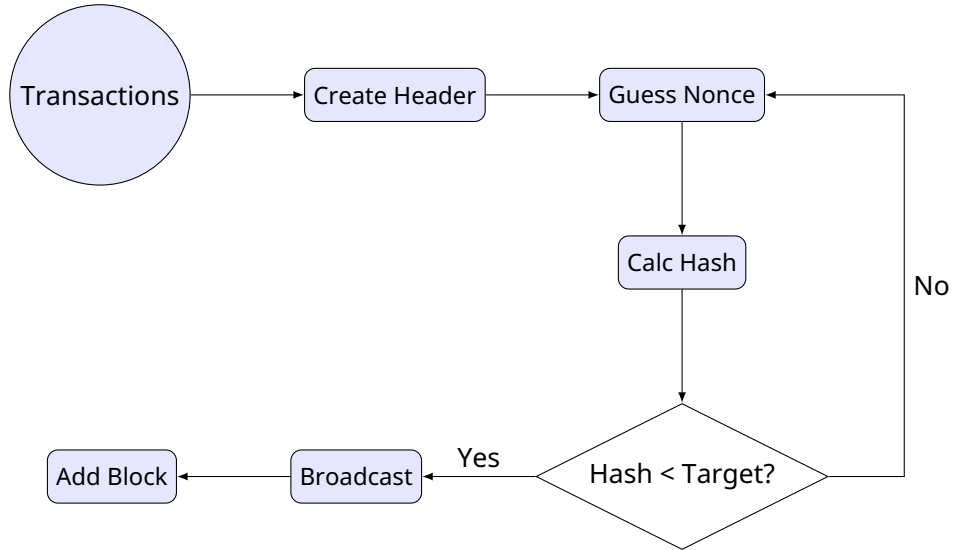 Transactions
Create Header
Guess Nonce
Calc Hash
No
Hash < Target?
Yes
Broadcast
Add Block